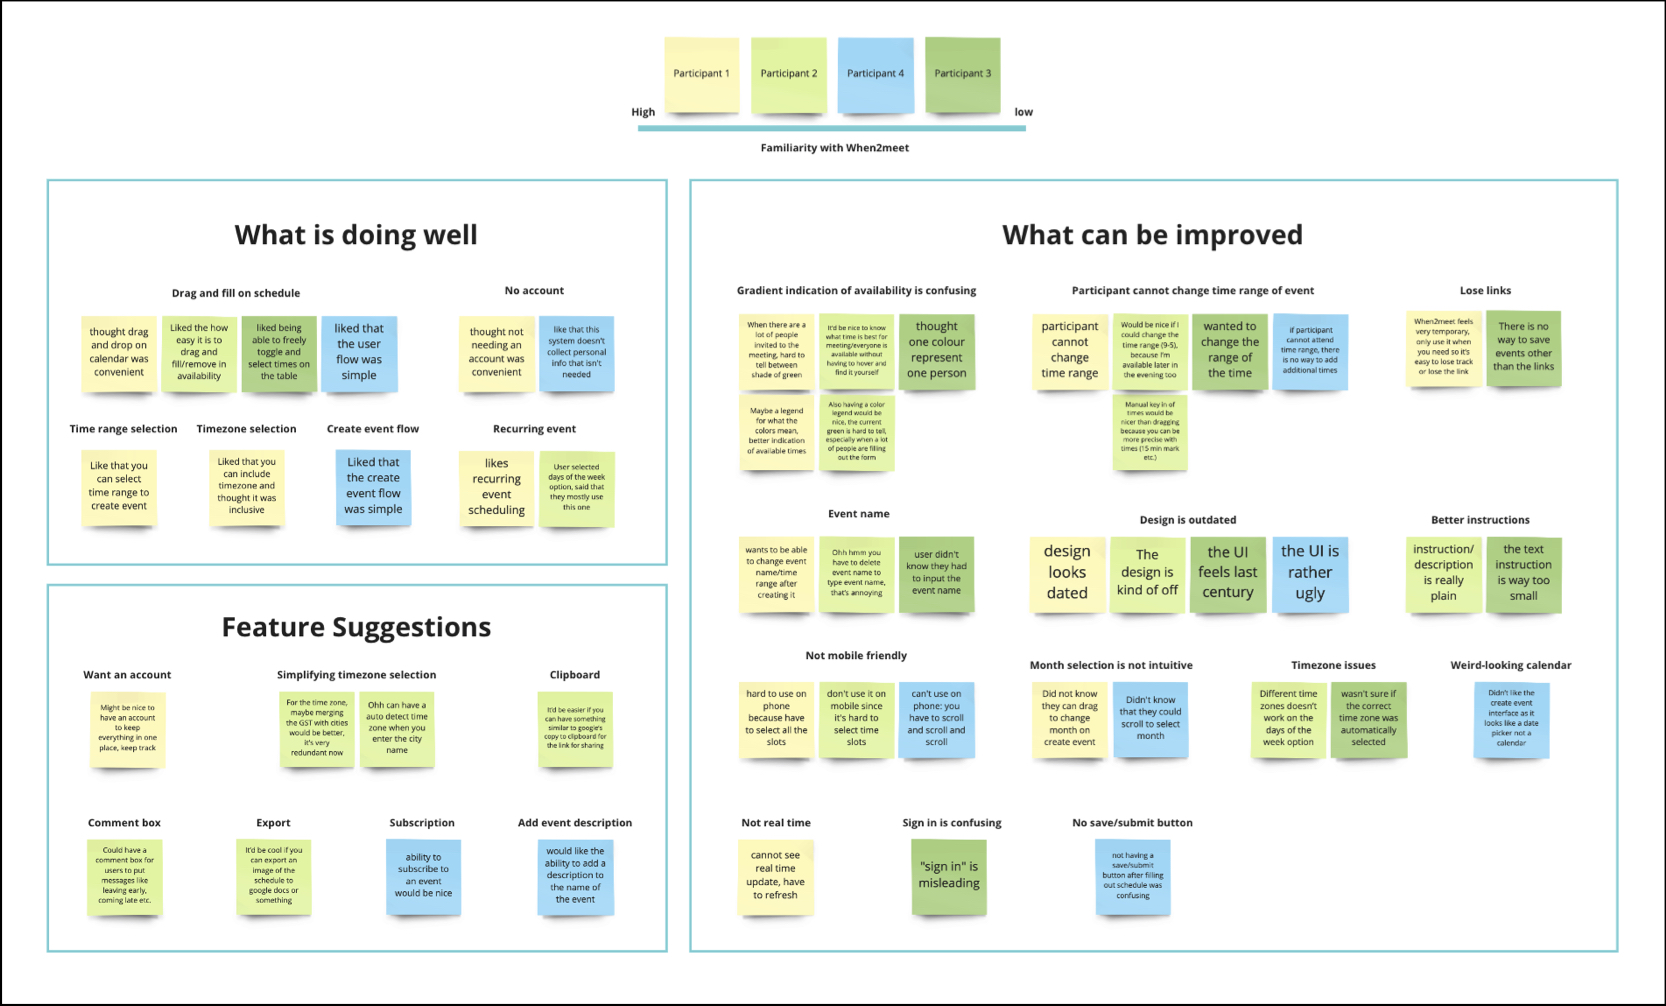 Participant 1
Participant 2
Participant 4
Participant 3
High
low
Familiarity with When2meet
What is doing well
Drag and fill on schedule
thought drag
and drop on
calendar was
convenient
Liked the how
easy it is to
drag and
fill/remove in
availability
liked being
able to freely
toggle and
select times on
the table
liked that
the user
flow was
simple
No account
thought not
needing an
account was
convenient
like that this
system doesn't
collect personal
info that isn't
needed
Time range selection
Like that you
can select
time range to
create event
Timezone selection
Liked that you
can include
timezone and
thought it was
inclusive
Create event flow
Liked that
the create
event flow
was simple
Recurring event
likes
recurring
event
scheduling
User selected
days of the week
option, said that
they mostly use
this one
Feature Suggestions
Want an account
Might be nice to
have an account
to keep
everything in one
place, keep track
Simplifying timezone selection
For the time zone,
maybe merging
the GST with cities
would be better,
it's very
redundant now
Ohh can have a
auto detect time
zone when you
enter the city
name
Clipboard
It'd be easier if you
can have something
similar to google's
copy to clipboard for
the link for sharing
Comment box
Could have a
comment box for
users to put
messages like
leaving early,
coming late etc.
Export
It'd be cool if you
can export an
image of the
schedule to
google docs or
something
Subscription
ability to
subscribe to
an event
would be nice
Add event description
would like the
ability to add a
description to
the name of
the event
What can be improved
Gradient indication of availability is confusing
When there are a
lot of people
invited to the
meeting, hard to
tell between
shade of green
It'd be nice to know
what time is best for
meeting/everyone is
available without
having to hover and
find it yourself
thought
one colour
represent
one person
Maybe a legend
for what the
colors mean,
better indication
of available times
Also having a color
legend would be
nice, the current
green is hard to tell,
especially when a lot
of people are filling
out the form
Participant cannot change time range of event
participant
cannot
change
time range
Would be nice if I
could change the
time range (9-5),
because I'm
available later in
the evening too
wanted to
change the
range of
the time
if participant
cannot attend
time range, there
is no way to add
additional times
Manual key in of
times would be
nicer than dragging
because you can be
more precise with
times (15 min mark
etc.)
Lose links
When2meet feels
very temporary,
only use it when
you need so it's
easy to lose track
or lose the link
There is no
way to save
events other
than the links
Event name
wants to be able
to change event
name/time
range after
creating it
Ohh hmm you
have to delete
event name to
type event name,
that's annoying
user didn't
know they had
to input the
event name
Design is outdated
design
looks
dated
The
design is
kind of off
the UI
feels last
century
the UI is
rather
ugly
Better instructions
instruction/
description
is really
plain
the text
instruction
is way too
small
Not mobile friendly
hard to use on
phone
because have
to select all the
slots
don't use it on
mobile since
it's hard to
select time
slots
can't use on
phone: you
have to scroll
and scroll and
scroll
Month selection is not intuitive
Did not know
they can drag
to change
month on
create event
Didn't know
that they could
scroll to select
month
Timezone issues
Different time
zones doesn't
work on the
days of the
week option
wasn't sure if
the correct
time zone was
automatically
selected
Weird-looking calendar
Didn't like the
create event
interface as it
looks like a date
picker not a
calendar
Not real time
cannot see
real time
update, have
to refresh
Sign in is confusing
"sign in" is
misleading
No save/submit button
not having a
save/submit
button after filling
out schedule was
confusing